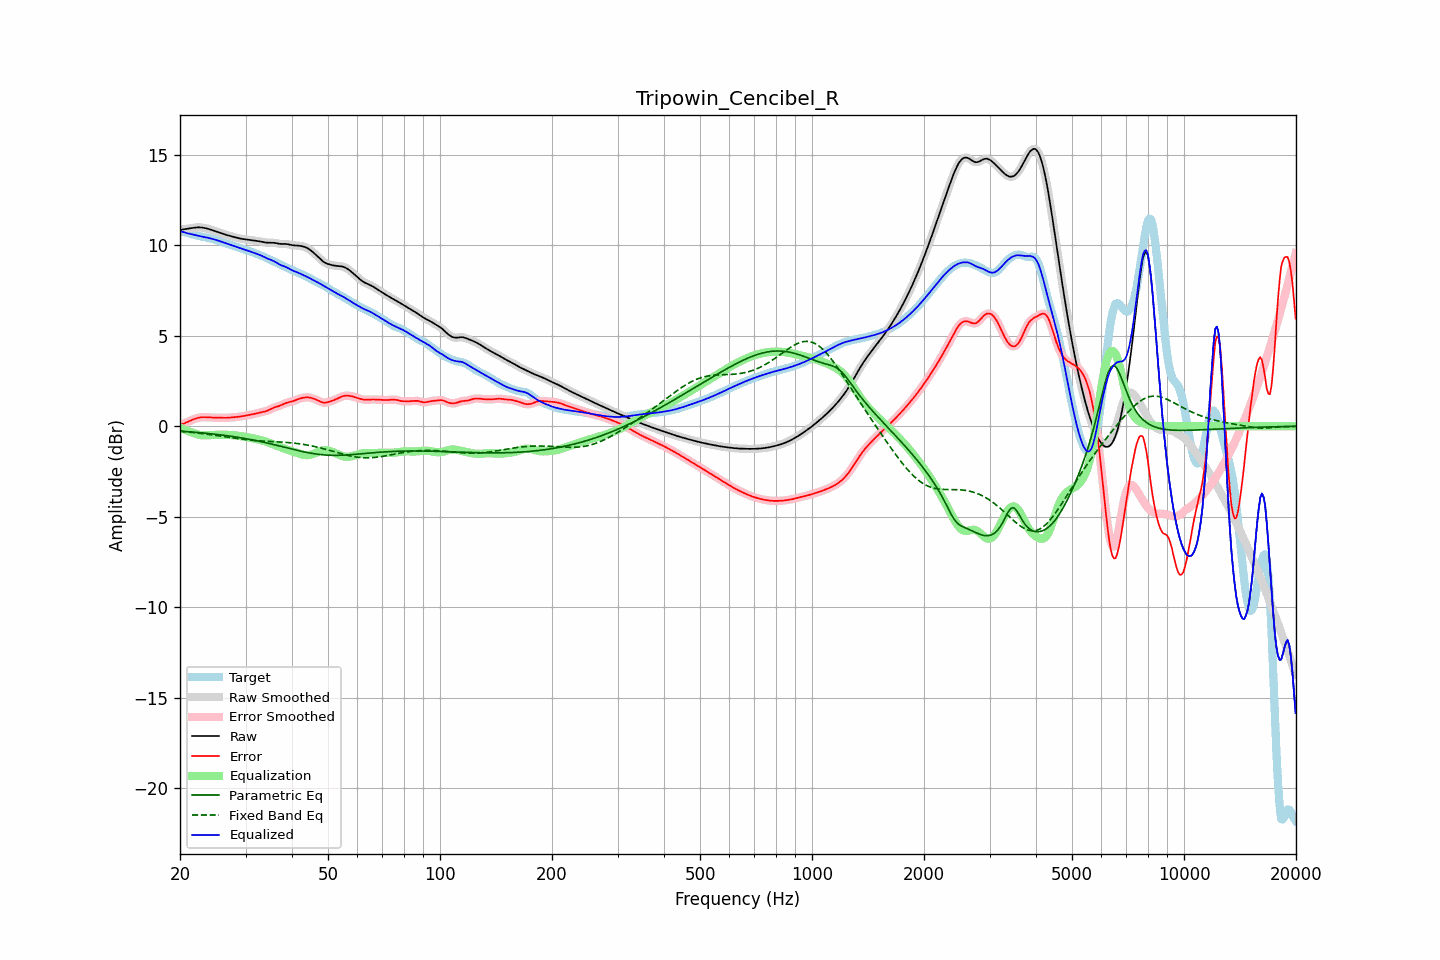 Tripowin_Cencibel_R
Amplitude (dBr)
15
10
5
0
−5
−10
−15
−20
Target
Raw Smoothed
Error Smoothed
Raw
Error
Equalization
Parametric Eq
Fixed Band Eq
Equalized
20 50 100 200 500 1000 2000 5000 10000 20000
Frequency (Hz)